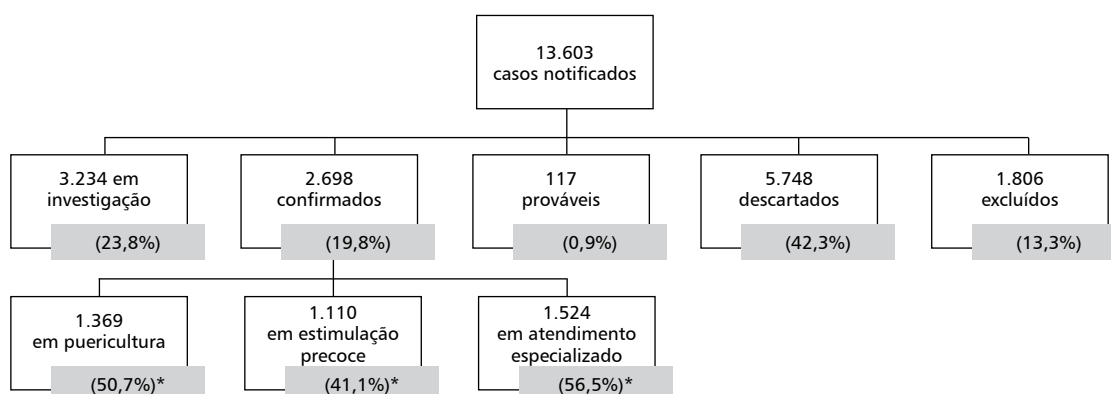 13.603
casos notificados
3.234 em
investigação
(23,8%)
2.698
confirmados
(19,8%)
117
prováveis
(0,9%)
5.748
descartados
(42,3%)
1.806
excluídos
(13,3%)
1.369
em puericultura
(50,7%)*
1.110
em estimulação
precoce
(41,1%)*
1.524
em atendimento
especializado
(56,5%)*